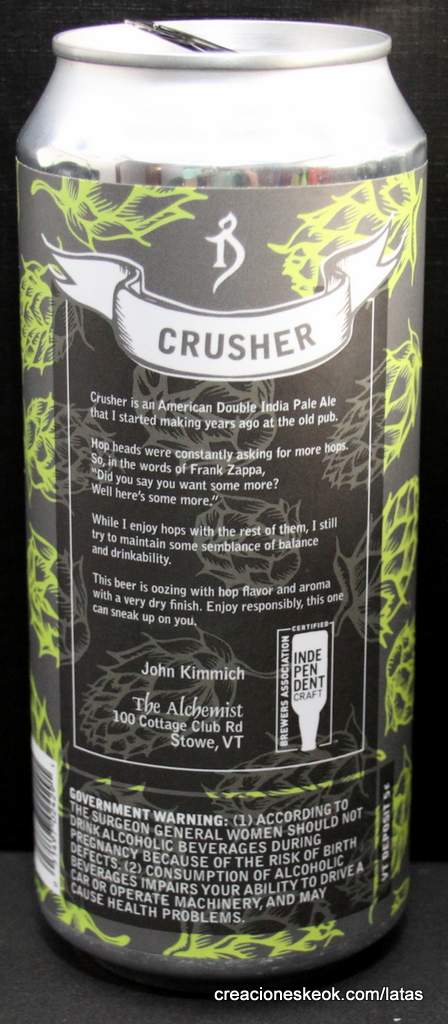 CRUSHER
Crusher is an American Double India Pale Ale
that I started making years ago at the old pub.
Hop heads were constantly asking for more hops.
So, in the words of Frank Zappa,
"Did you say you want some more?
Well here's some more."
While I enjoy hops with the rest of them, I still
try to maintain some semblance of balance
and drinkability.
This beer is oozing with hop flavor and aroma
with a very dry finish. Enjoy responsibly, this one
can sneak up on you.
John Kimmich
The Alchemist
100 Cottage Club Rd
Stowe, VT
CERTIFIED
BREWERS ASSOCIATION
INDE
PEN
DENT
CRAFT
GOVERNMENT WARNING: (1) ACCORDING TO
THE SURGEON GENERAL WOMEN SHOULD NOT
DRINK ALCOHOLIC BEVERAGES DURING
PREGNANCY BECAUSE OF THE RISK OF BIRTH
DEFECTS. (2) CONSUMPTION OF ALCOHOLIC
BEVERAGES IMPAIRS YOUR ABILITY TO DRIVE A
CAR OR OPERATE MACHINERY, AND MAY
CAUSE HEALTH PROBLEMS.
VT DEPOSIT 5¢
creacioneskeok.com/latas